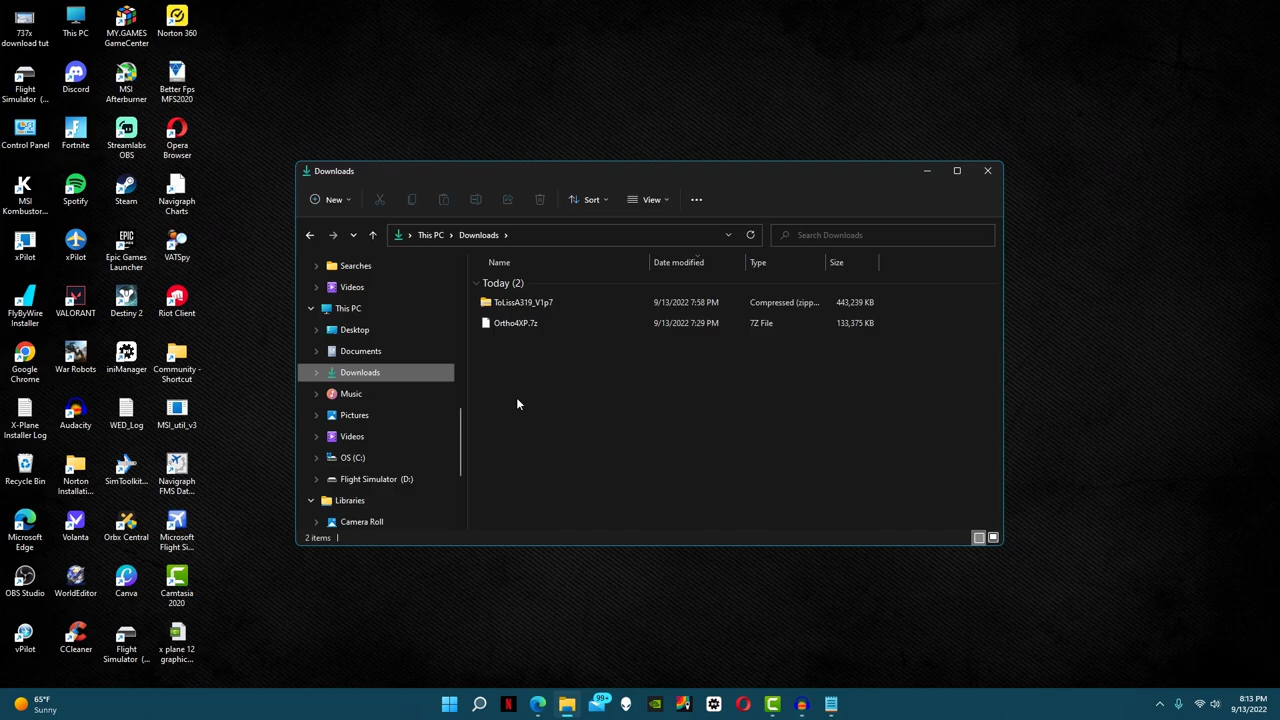 737x
download tut
This PC
MY.GAMES
GameCenter
Norton 360
Flight
Simulator (...
Discord
MSI
Afterburner
Better Fps
MFS2020
Control Panel
Fortnite
Streamlabs
OBS
Opera
Browser
MSI
Kombustor...
Spotify
Steam
Navigraph
Charts
xPilot
xPilot
Epic Games
Launcher
VATSpy
FlyByWire
Installer
VALORANT
Destiny 2
Riot Client
Google
Chrome
War Robots
iniManager
Community -
Shortcut
X-Plane
Installer Log
Audacity
WED_Log
MSI_util_v3
Recycle Bin
Norton
Installati...
SimToolkit...
Navigraph
FMS Dat...
Microsoft
Edge
Volanta
Orbx Central
Microsoft
Flight Si...
OBS Studio
WorldEditor
Canva
Camtasia
2020
vPilot
CCleaner
Flight
Simulator (...
x plane 12
graphic...
Downloads
New
Sort
View
This PC > Downloads >
Search Downloads
Searches
Videos
This PC
Desktop
Documents
Downloads
Music
Pictures
Videos
OS (C:)
Flight Simulator (D:)
Libraries
Camera Roll
Name Date modified Type Size
Today (2)
ToLissA319_V1p7 9/13/2022 7:58 PM Compressed (zipp... 443,239 KB
Ortho4XP.7z 9/13/2022 7:29 PM 7Z File 133,375 KB
2 items
65°F
Sunny
99+
8:13 PM
9/13/2022